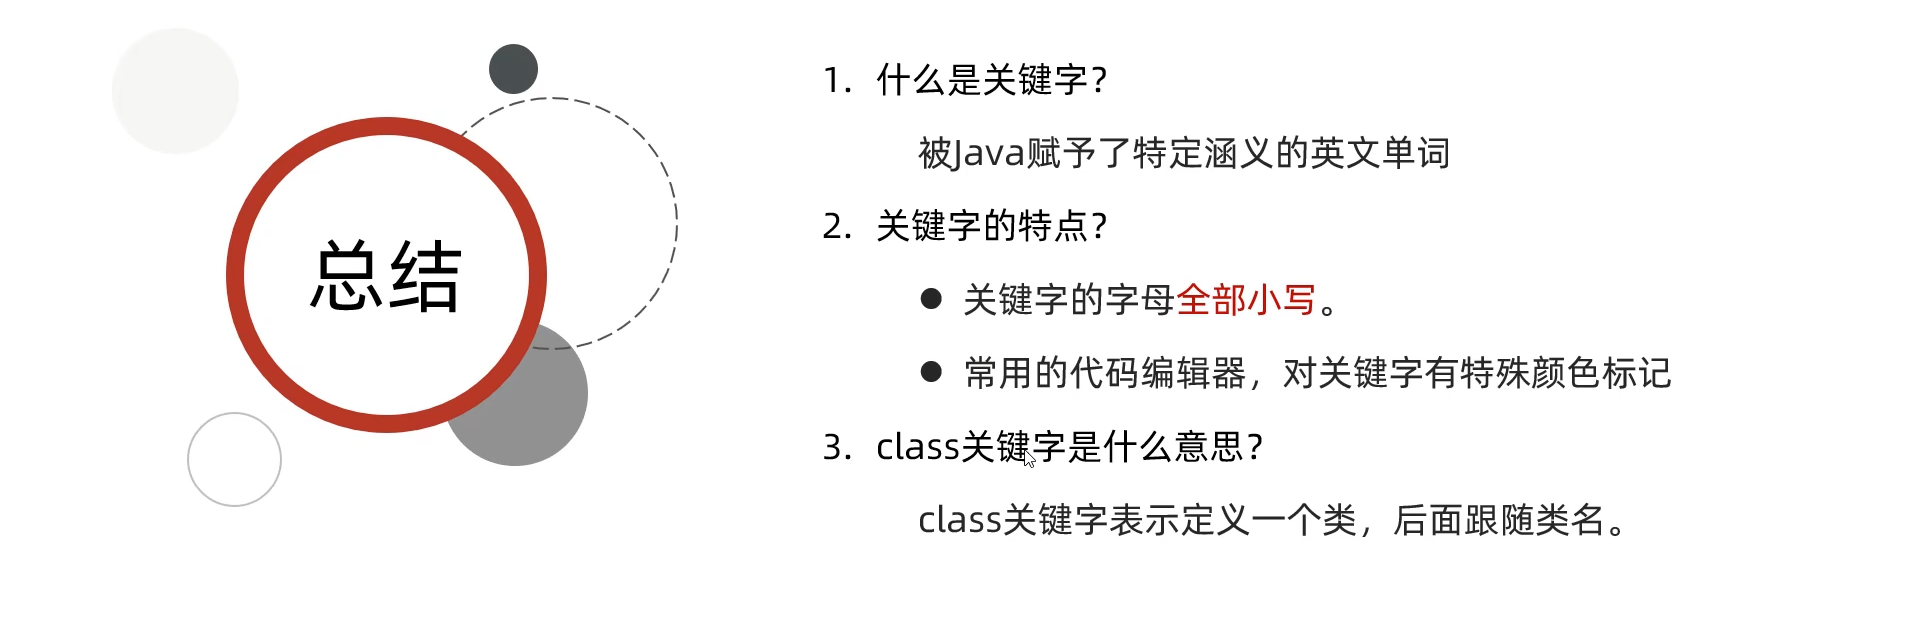 总结
1. 什么是关键字？
被Java赋予了特定涵义的英文单词
2. 关键字的特点？
● 关键字的字母全部小写。
● 常用的代码编辑器，对关键字有特殊颜色标记
3. class关键字是什么意思？
class关键字表示定义一个类，后面跟随类名。